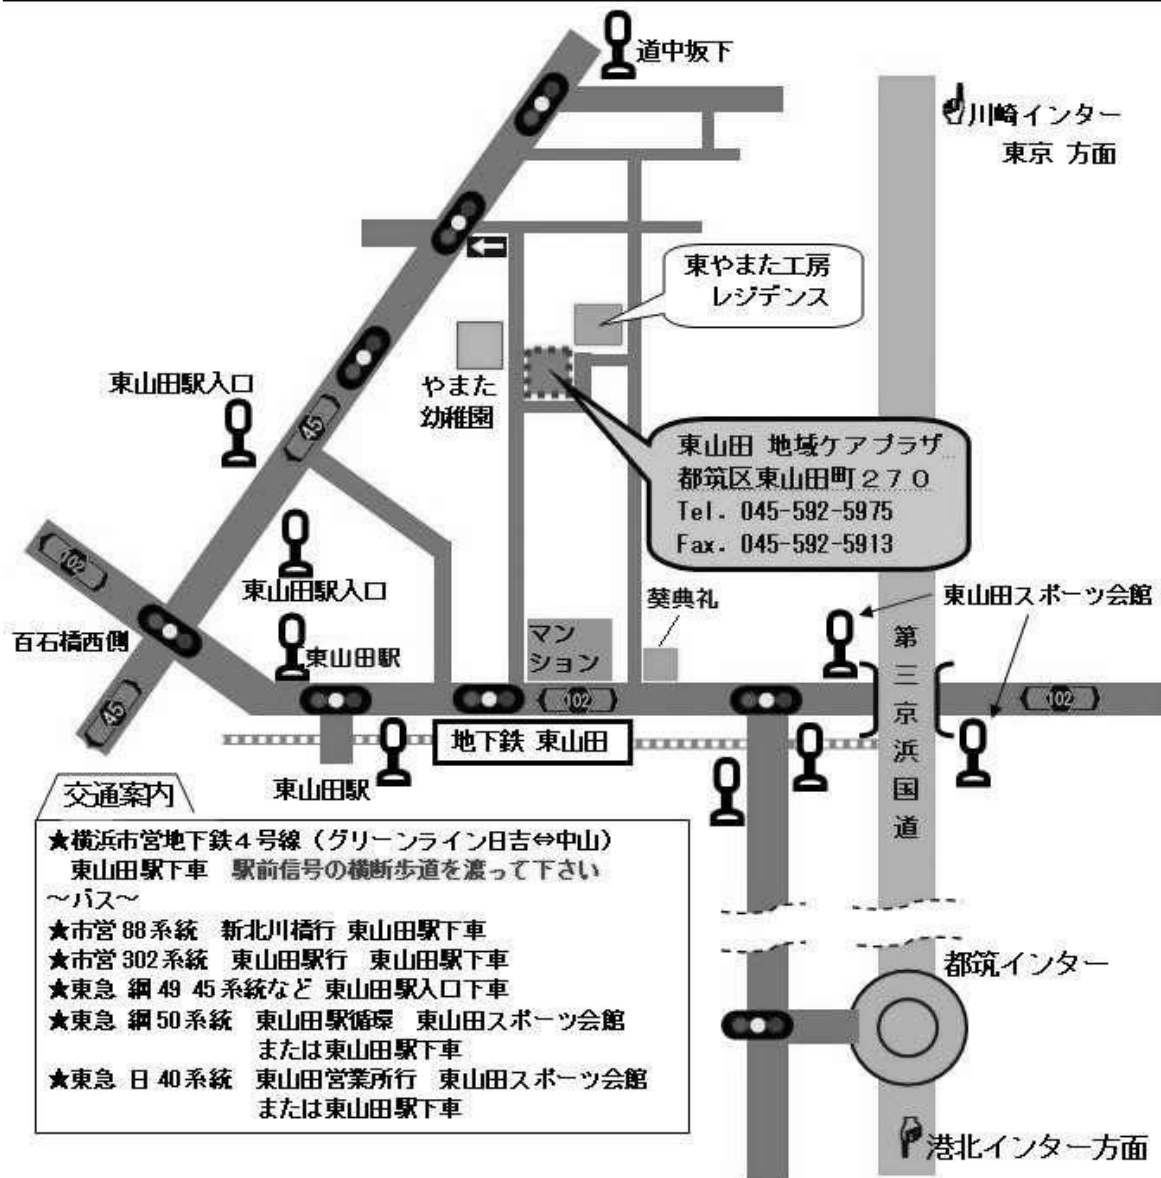 道中坂下
川崎インター
東京 方面
東やまた工房
レジデンス
東山田駅入口
やまた
幼稚園
45
東山田 地域ケアプラザ
都筑区東山田町270
Tel. 045-592-5975
Fax. 045-592-5913
102
東山田駅入口
葵典礼
東山田スポーツ会館
百石橋西側
東山田駅
マン
ション
第三京浜国道
45
102
102
地下鉄 東山田
東山田駅
交通案内
★横浜市営地下鉄4号線(グリーンライン日吉⇔中山)
東山田駅下車 駅前信号の横断歩道を渡って下さい
~バス~
★市営88系統 新北川橋行 東山田駅下車
★市営302系統 東山田駅行 東山田駅下車
★東急 綱49 45系統など 東山田駅入口下車
★東急 綱50系統 東山田駅循環 東山田スポーツ会館
または東山田駅下車
★東急 日40系統 東山田営業所行 東山田スポーツ会館
または東山田駅下車
都筑インター
港北インター方面